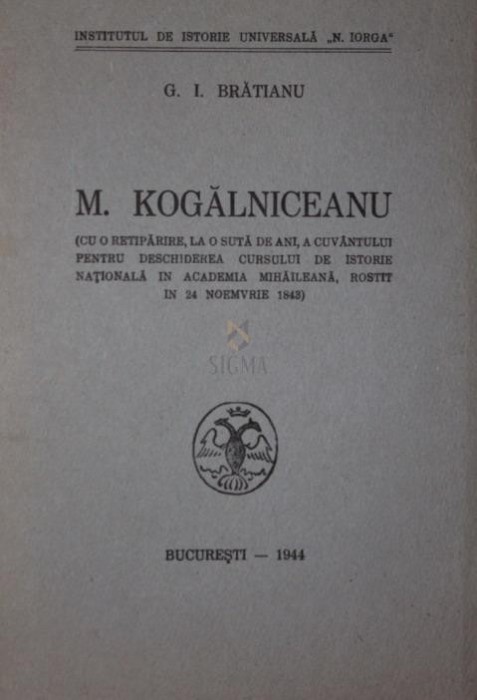 INSTITUTUL DE ISTORIE UNIVERSALĂ „N. IORGA“
G. I. BRĂTIANU
M. KOGĂLNICEANU
(CU O RETIPĂRIRE, LA O SUTĂ DE ANI, A CUVÂNTULUI
PENTRU DESCHIDEREA CURSULUI DE ISTORIE
NAȚIONALĂ IN ACADEMIA MIHĂILEANĂ, ROSTIT
IN 24 NOEMVRIE 1843)
SIGMA
BUCUREȘTI — 1944